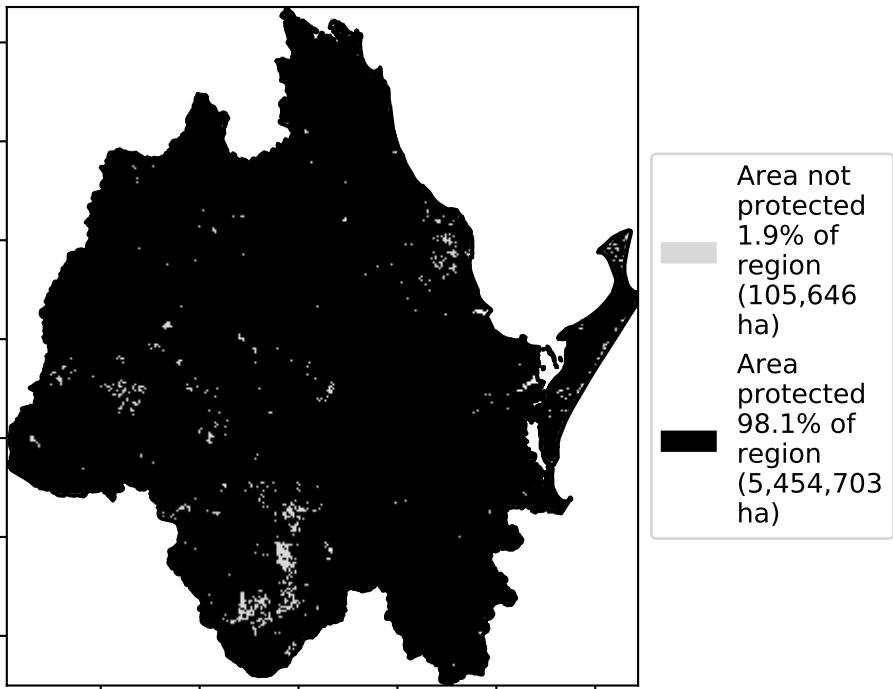 Area not
protected
1.9% of
region
(105,646
ha)
Area
protected
98.1% of
region
(5,454,703
ha)